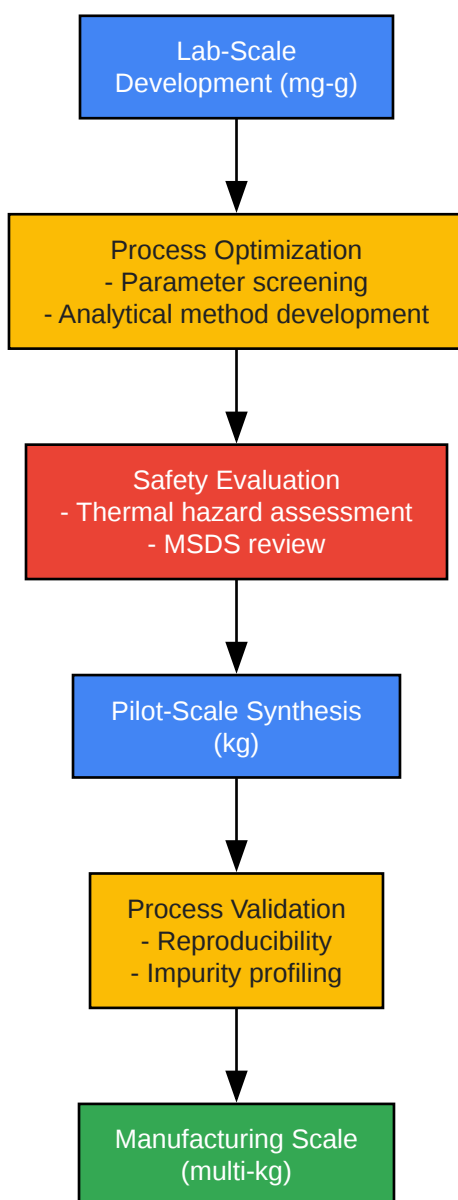 Lab-Scale
Development (mg-g)
Process Optimization
- Parameter screening
- Analytical method development
Safety Evaluation
- Thermal hazard assessment
- MSDS review
Pilot-Scale Synthesis
(kg)
Process Validation
- Reproducibility
- Impurity profiling
Manufacturing Scale
(multi-kg)